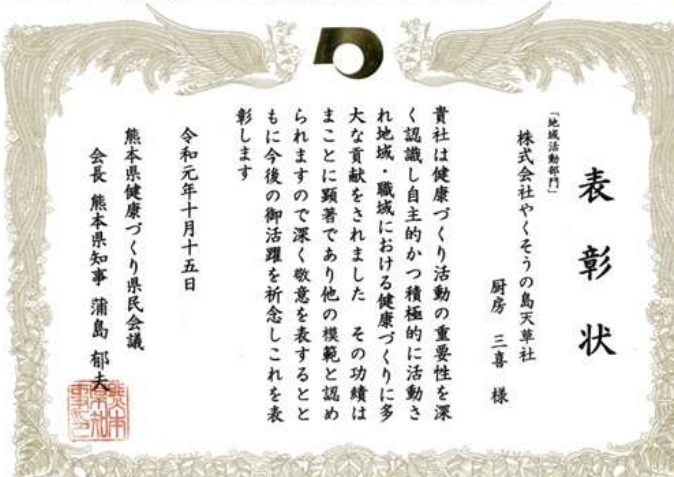 表彰状
「地域活動部門」
株式会社やくそうの島天草社
厨房 三喜 様
貴社は健康づくり活動の重要性を深
く認識し自主的かつ積極的に活動さ
れ地域・職域における健康づくりに多
大な貢献をされました その功績は
まことに顕著であり他の模範と認め
られますので深く敬意を表するとと
もに今後の御活躍を祈念しこれを表
彰します
令和元年十月十五日
熊本県健康づくり県民会議
会長 熊本県知事 蒲島 郁夫